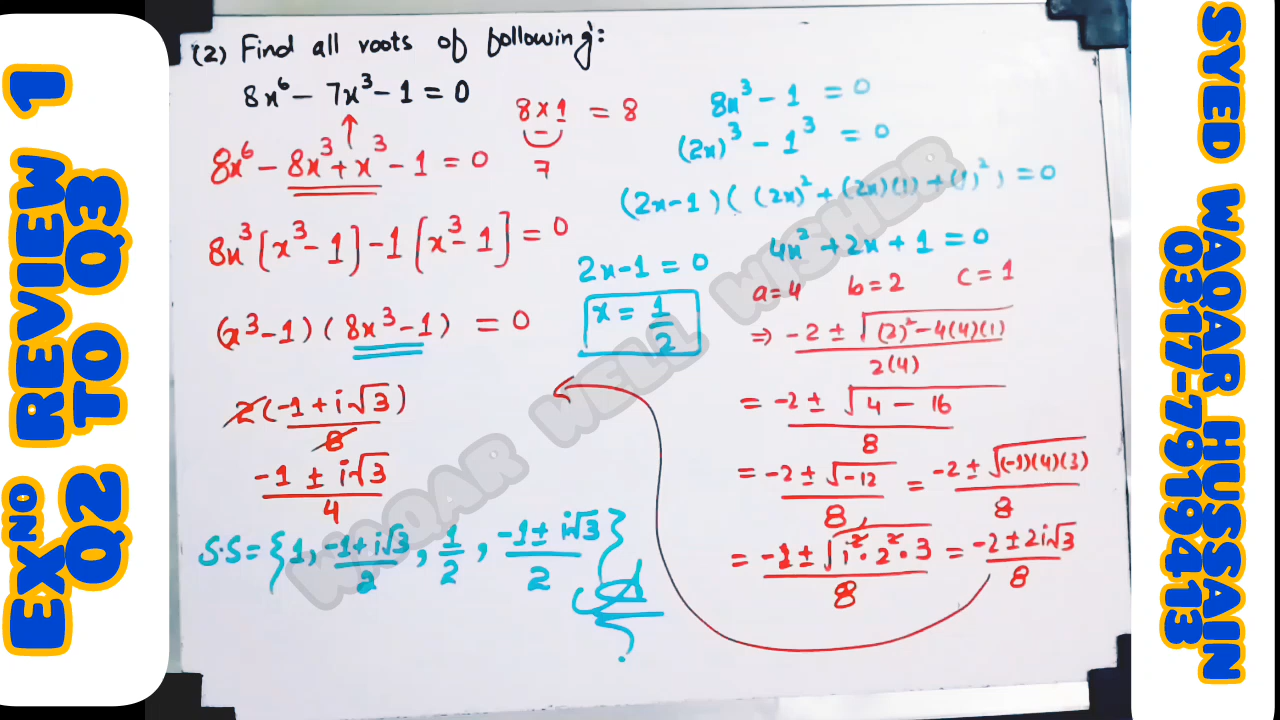 EX NO REVIEW 1
Q2 TO Q3
(2) Find all roots of following:
8x⁶ - 7x³ - 1 = 0
8 × 1 = 8
-
7
8x⁶ - 8x³ + x³ - 1 = 0
8x³[x³ - 1] - 1[x³ - 1] = 0
(x³ - 1)(8x³ - 1) = 0
8x³ - 1 = 0
(2x)³ - 1³ = 0
(2x - 1)((2x)² + (2x)(1) + (1)²) = 0
2x - 1 = 0
x = 1/2
4x² + 2x + 1 = 0
a = 4 b = 2 c = 1
⇒ -2 ± √(2)² - 4(4)(1) / 2(4)
= -2 ± √4 - 16 / 8
= -2 ± √-12 / 8 = -2 ± √(-1)(4)(3) / 8
= -2 ± √i² · 2² · 3 / 8 = -2 ± 2i√3 / 8
2(-1 + i√3) / 8
-1 ± i√3 / 4
S.S = {1, -1 + i√3 / 2, 1/2, -1 ± i√3 / 2}
WAQAR WELL WISHER
SYED WAQAR HUSSAIN
0317-7919413